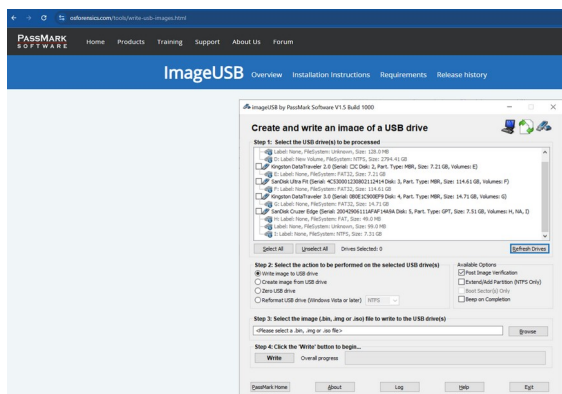 osforensics.com/tools/write-usb-images.html
PASSMARK
SOFTWARE
Home Products Training Support About Us Forum
ImageUSB Overview Installation Instructions Requirements Release history
imageUSB by PassMark Software V1.5 Build 1000
Create and write an image of a USB drive
Step 1: Select the USB drive(s) to be processed
Label: None, FileSystem: Unknown, Size: 128.0 MB
D: Label: New Volume, FileSystem: NTFS, Size: 2794.41 GB
Kingston DataTraveler 2.0 (Serial: Disk: 2, Part. Type: MBR, Size: 7.21 GB, Volumes: E)
E: Label: None, FileSystem: FAT32, Size: 7.21 GB
SanDisk Ultra Fit (Serial: Disk: 3, Part. Type: MBR, Size: 114.61 GB, Volumes: F)
F: Label: None, FileSystem: FAT32, Size: 114.61 GB
Kingston DataTraveler 2.0 (Serial: Disk: 4, Part. Type: MBR, Size: 14.71 GB, Volumes: G)
G: Label: None, FileSystem: FAT32, Size: 14.71 GB
SanDisk Cruzer Edge (Serial: Disk: 5, Part. Type: GPT, Size: 7.51 GB, Volumes: H, NA, I)
H: Label: None, FileSystem: FAT, Size: 49.0 MB
Label: None, FileSystem: None, Size: 99.0 MB
I: Label: None, FileSystem: NTFS, Size: 7.31 GB
Select All Unselect All Drives Selected: 0 Refresh Drives
Step 2: Select the action to be performed on the selected USB drive(s) Available Options
Write image to USB drive Post Image Verification
Create image from USB drive Extend/Add Partition (NTFS Only)
Zero USB drive Boot Sector(s) Only
Reformat USB drive (Windows Vista or later) NTFS Beep on Completion
Step 3: Select the image (.bin, .img or .iso) file to write to the USB drive(s)
<Please select a .bin, .img or .iso file> Browse
Step 4: Click the 'Write' button to begin...
Write Overall progress
PassMark Home About Log Help Exit